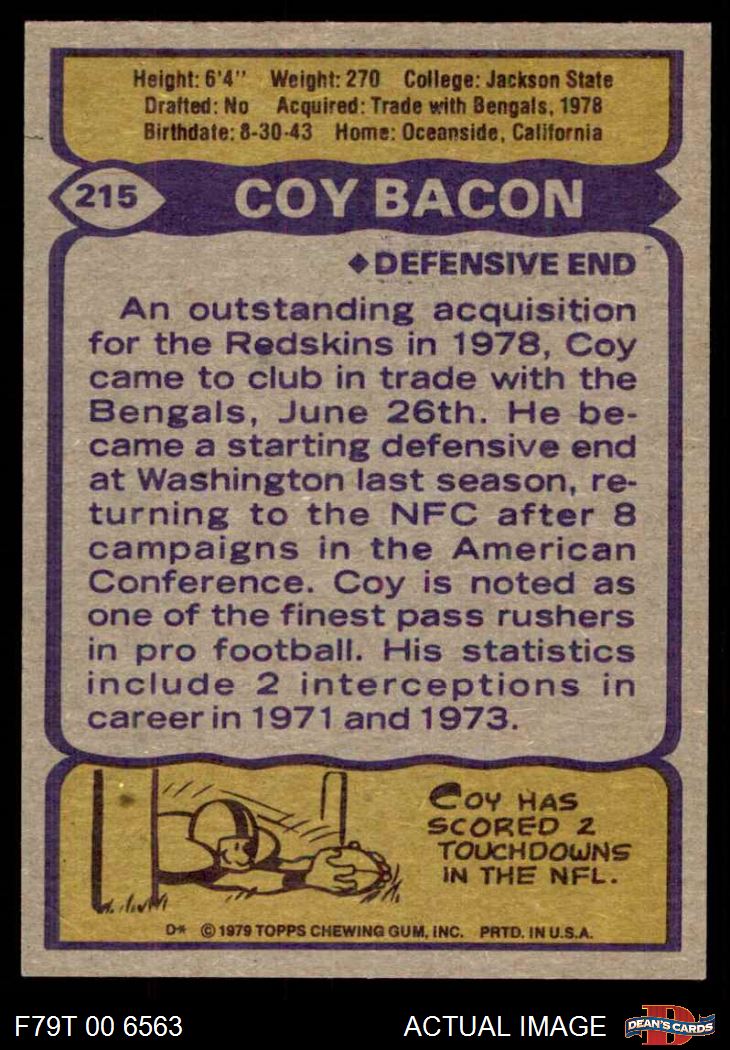 Height: 6'4" Weight: 270 College: Jackson State
Drafted: No Acquired: Trade with Bengals, 1978
Birthdate: 8-30-43 Home: Oceanside, California
215 COY BACON
◆DEFENSIVE END
An outstanding acquisition
for the Redskins in 1978, Coy
came to club in trade with the
Bengals, June 26th. He be-
came a starting defensive end
at Washington last season, re-
turning to the NFC after 8
campaigns in the American
Conference. Coy is noted as
one of the finest pass rushers
in pro football. His statistics
include 2 interceptions in
career in 1971 and 1973.
COY HAS
SCORED 2
TOUCHDOWNS
IN THE NFL.
D* © 1979 TOPPS CHEWING GUM, INC. PRTD. IN U.S.A.
F79T 00 6563 ACTUAL IMAGE D DEAN'S CARDS